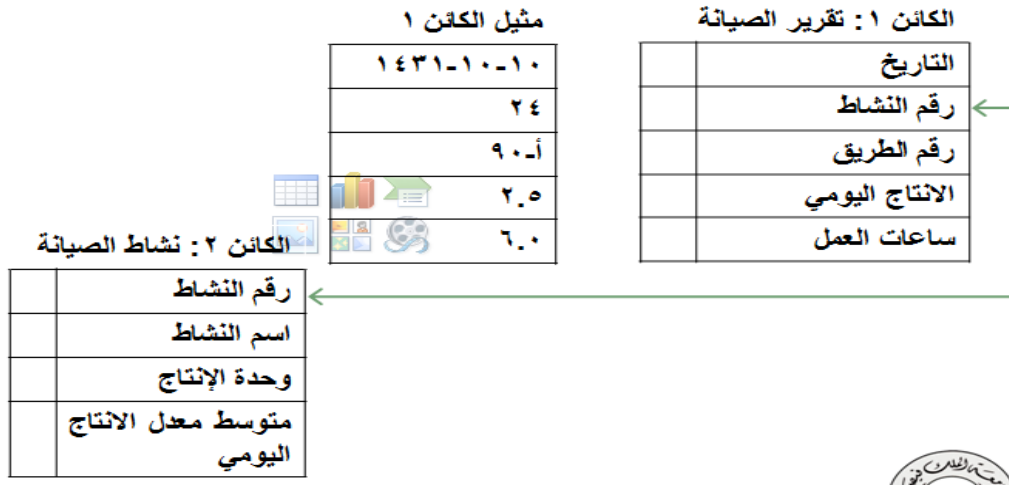 الكائن ١: تقرير الصيانة
التاريخ
رقم النشاط
رقم الطريق
الانتاج اليومي
ساعات العمل
مثيل الكائن ١
١٠-١٠-١٤٣١
٢٤
أ-٩٠
٢.٥
٦.٠
الكائن ٢: نشاط الصيانة
رقم النشاط
اسم النشاط
وحدة الإنتاج
متوسط معدل الانتاج
اليومي